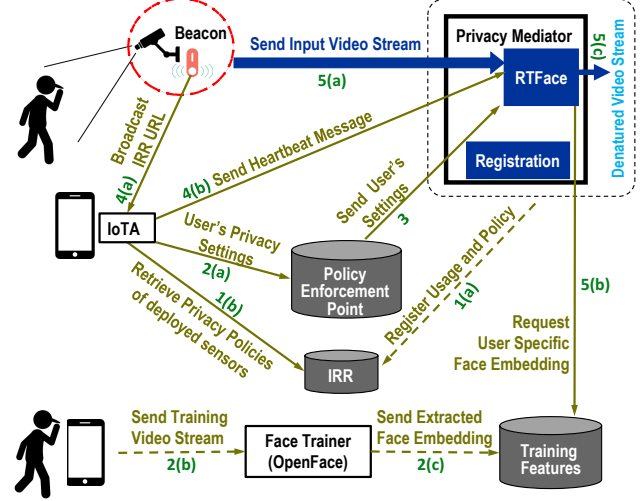 Beacon
Send Input Video Stream
5(a)
Privacy Mediator
RTFace
5(c)
Denatured Video Stream
Registration
Broadcast
IRR URL
4(a)
4(b) Send Heartbeat Message
Send User's
Settings
3
IoTA
User's Privacy
Settings
2(a)
Policy
Enforcement
Point
Register Usage and Policy
1(a)
1(b)
Retrieve Privacy Policies
of deployed sensors
IRR
5(b)
Request
User Specific
Face Embedding
Send Training
Video Stream
2(b)
Face Trainer
(OpenFace)
Send Extracted
Face Embedding
2(c)
Training
Features